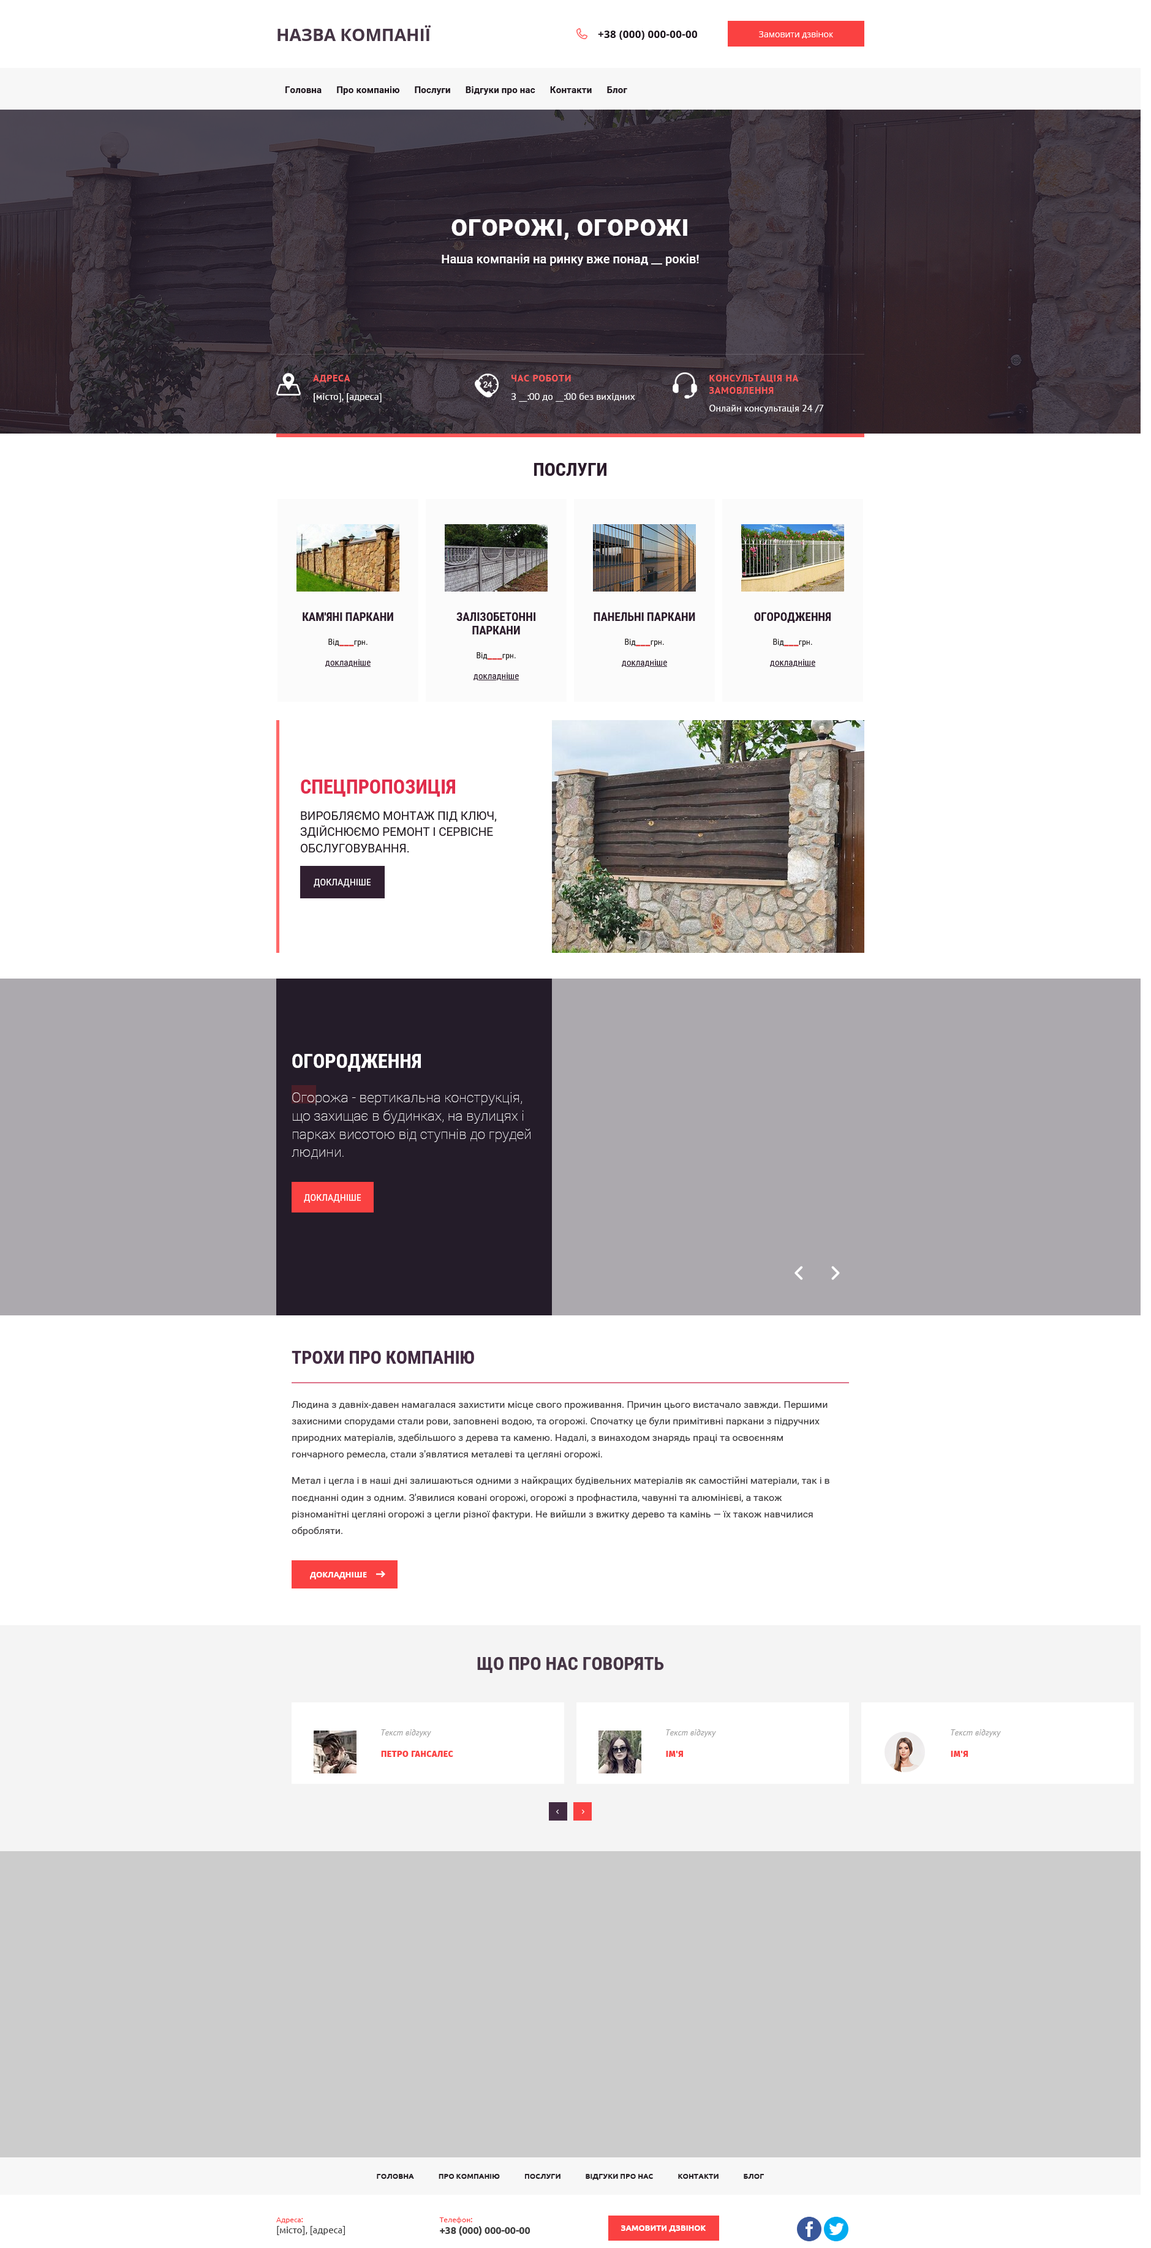 НАЗВА КОМПАНІЇ
+38 (000) 000-00-00
Замовити дзвінок
Головна Про компанію Послуги Відгуки про нас Контакти Блог
ОГОРОЖІ, ОГОРОЖІ
Наша компанія на ринку вже понад __ років!
АДРЕСА
[місто], [адреса]
24
ЧАС РОБОТИ
З __:00 до __:00 без вихідних
КОНСУЛЬТАЦІЯ НА
ЗАМОВЛЕННЯ
Онлайн консультація 24 /7
ПОСЛУГИ
КАМ'ЯНІ ПАРКАНИ
Від___грн.
докладніше
ЗАЛІЗОБЕТОННІ
ПАРКАНИ
Від___грн.
докладніше
ПАНЕЛЬНІ ПАРКАНИ
Від___грн.
докладніше
ОГОРОДЖЕННЯ
Від___грн.
докладніше
СПЕЦПРОПОЗИЦІЯ
ВИРОБЛЯЄМО МОНТАЖ ПІД КЛЮЧ,
ЗДІЙСНЮЄМО РЕМОНТ І СЕРВІСНЕ
ОБСЛУГОВУВАННЯ.
ДОКЛАДНІШЕ
ОГОРОДЖЕННЯ
Огорожа - вертикальна конструкція,
що захищає в будинках, на вулицях і
парках висотою від ступнів до грудей
людини.
ДОКЛАДНІШЕ
ТРОХИ ПРО КОМПАНІЮ
Людина з давніх-давен намагалася захистити місце свого проживання. Причин цього вистачало завжди. Першими
захисними спорудами стали рови, заповнені водою, та огорожі. Спочатку це були примітивні паркани з підручних
природних матеріалів, здебільшого з дерева та каменю. Надалі, з винаходом знарядь праці та освоєнням
гончарного ремесла, стали з'являтися металеві та цегляні огорожі.
Метал і цегла і в наші дні залишаються одними з найкращих будівельних матеріалів як самостійні матеріали, так і в
поєднанні один з одним. З'явилися ковані огорожі, огорожі з профнастила, чавунні та алюмінієві, а також
різноманітні цегляні огорожі з цегли різної фактури. Не вийшли з вжитку дерево та камінь — їх також навчилися
обробляти.
ДОКЛАДНІШЕ
ЩО ПРО НАС ГОВОРЯТЬ
Текст відгуку
ПЕТРО ГАНСАЛЕС
Текст відгуку
ІМ'Я
Текст відгуку
ІМ'Я
ГОЛОВНА ПРО КОМПАНІЮ ПОСЛУГИ ВІДГУКИ ПРО НАС КОНТАКТИ БЛОГ
Адреса:
[місто], [адреса]
Телефон:
+38 (000) 000-00-00
ЗАМОВИТИ ДЗВІНОК